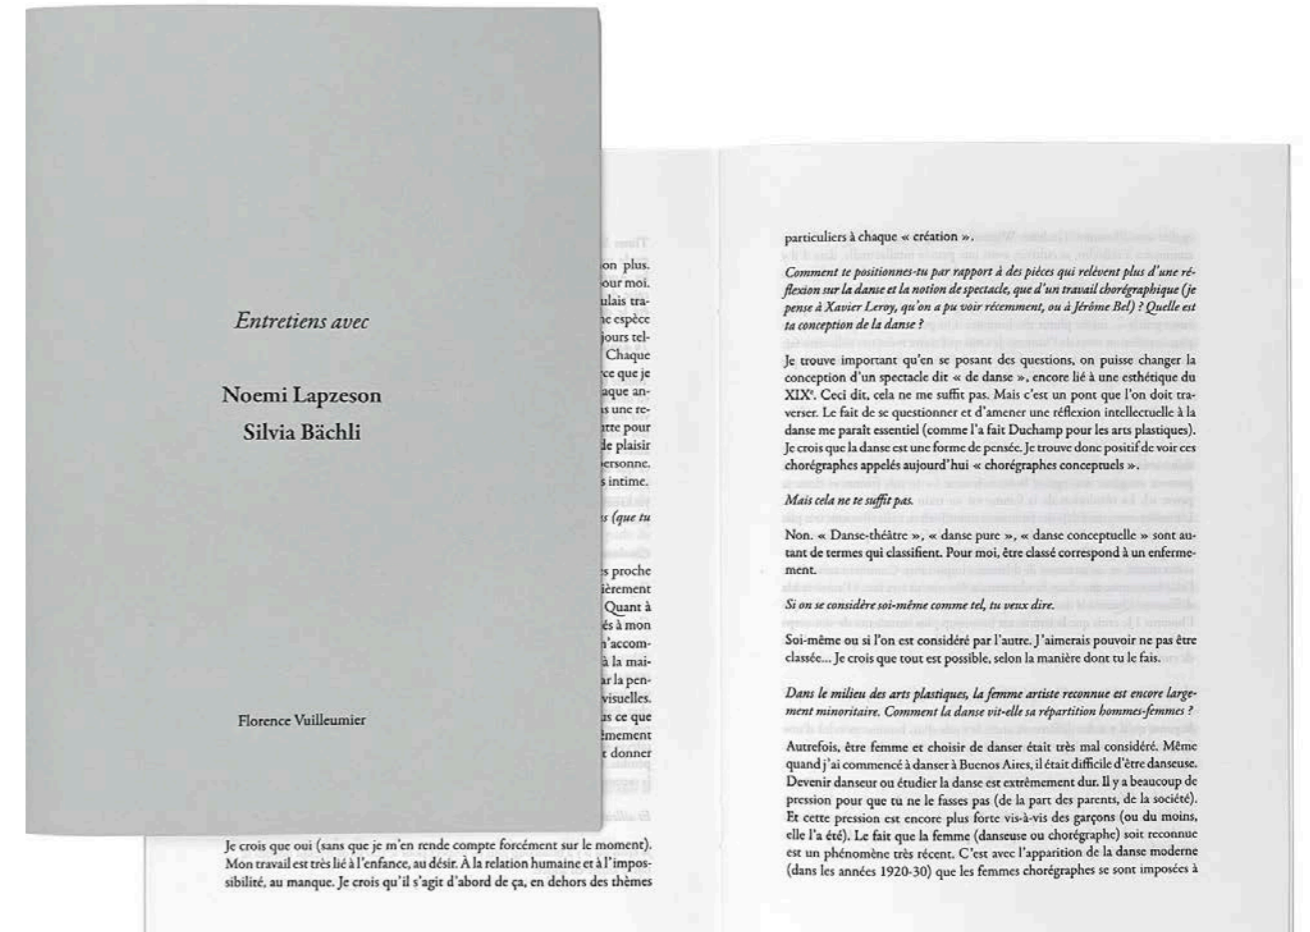 Entretiens avec
Noemi Lapzeson
Silvia Bächli
Florence Vuilleumier
on plus.
our moi.
ulais tra-
ne espèce
jours tel-
Chaque
ce que je
aque an-
s une re-
tte pour
de plaisir
ersonne.
s intime.
s (que tu
s proche
ièrement
Quant à
és à mon
n'accom-
à la mai-
ar la pen-
visuelles.
us ce que
êmement
t donner
Je crois que oui (sans que je m'en rende compte forcément sur le moment).
Mon travail est très lié à l'enfance, au désir. À la relation humaine et à l'impos-
sibilité, au manque. Je crois qu'il s'agit d'abord de ça, en dehors des thèmes
particuliers à chaque « création ».
Comment te positionnes-tu par rapport à des pièces qui relèvent plus d'une ré-
flexion sur la danse et la notion de spectacle, que d'un travail chorégraphique (je
pense à Xavier Leroy, qu'on a pu voir récemment, ou à Jérôme Bel) ? Quelle est
ta conception de la danse ?
Je trouve important qu'en se posant des questions, on puisse changer la
conception d'un spectacle dit « de danse », encore lié à une esthétique du
XIXᵉ. Ceci dit, cela ne me suffit pas. Mais c'est un pont que l'on doit tra-
verser. Le fait de se questionner et d'amener une réflexion intellectuelle à la
danse me paraît essentiel (comme l'a fait Duchamp pour les arts plastiques).
Je crois que la danse est une forme de pensée. Je trouve donc positif de voir ces
chorégraphes appelés aujourd'hui « chorégraphes conceptuels ».
Mais cela ne te suffit pas.
Non. « Danse-théâtre », « danse pure », « danse conceptuelle » sont au-
tant de termes qui classifient. Pour moi, être classé correspond à un enferme-
ment.
Si on se considère soi-même comme tel, tu veux dire.
Soi-même ou si l'on est considéré par l'autre. J'aimerais pouvoir ne pas être
classée... Je crois que tout est possible, selon la manière dont tu le fais.
Dans le milieu des arts plastiques, la femme artiste reconnue est encore large-
ment minoritaire. Comment la danse vit-elle sa répartition hommes-femmes ?
Autrefois, être femme et choisir de danser était très mal considéré. Même
quand j'ai commencé à danser à Buenos Aires, il était difficile d'être danseuse.
Devenir danseur ou étudier la danse est extrêmement dur. Il y a beaucoup de
pression pour que tu ne le fasses pas (de la part des parents, de la société).
Et cette pression est encore plus forte vis-à-vis des garçons (ou du moins,
elle l'a été). Le fait que la femme (danseuse ou chorégraphe) soit reconnue
est un phénomène très récent. C'est avec l'apparition de la danse moderne
(dans les années 1920-30) que les femmes chorégraphes se sont imposées à